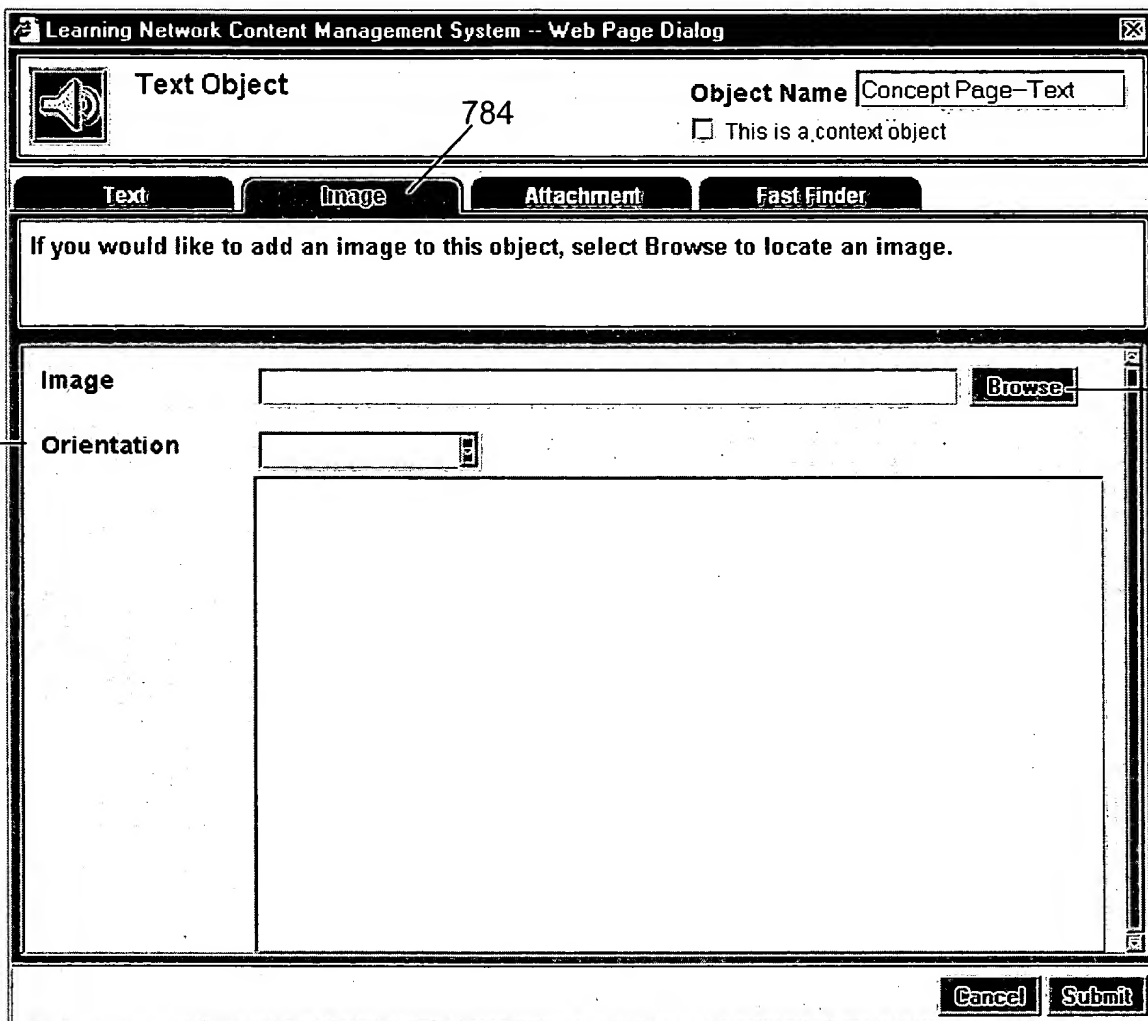 Learning Network Content Management System -- Web Page Dialog
Text Object
Object Name Concept Page-Text
784
This is a context object
Text Image Attachment Fast Finder
If you would like to add an image to this object, select Browse to locate an image.
Image Browse
Orientation
Cancel Submit